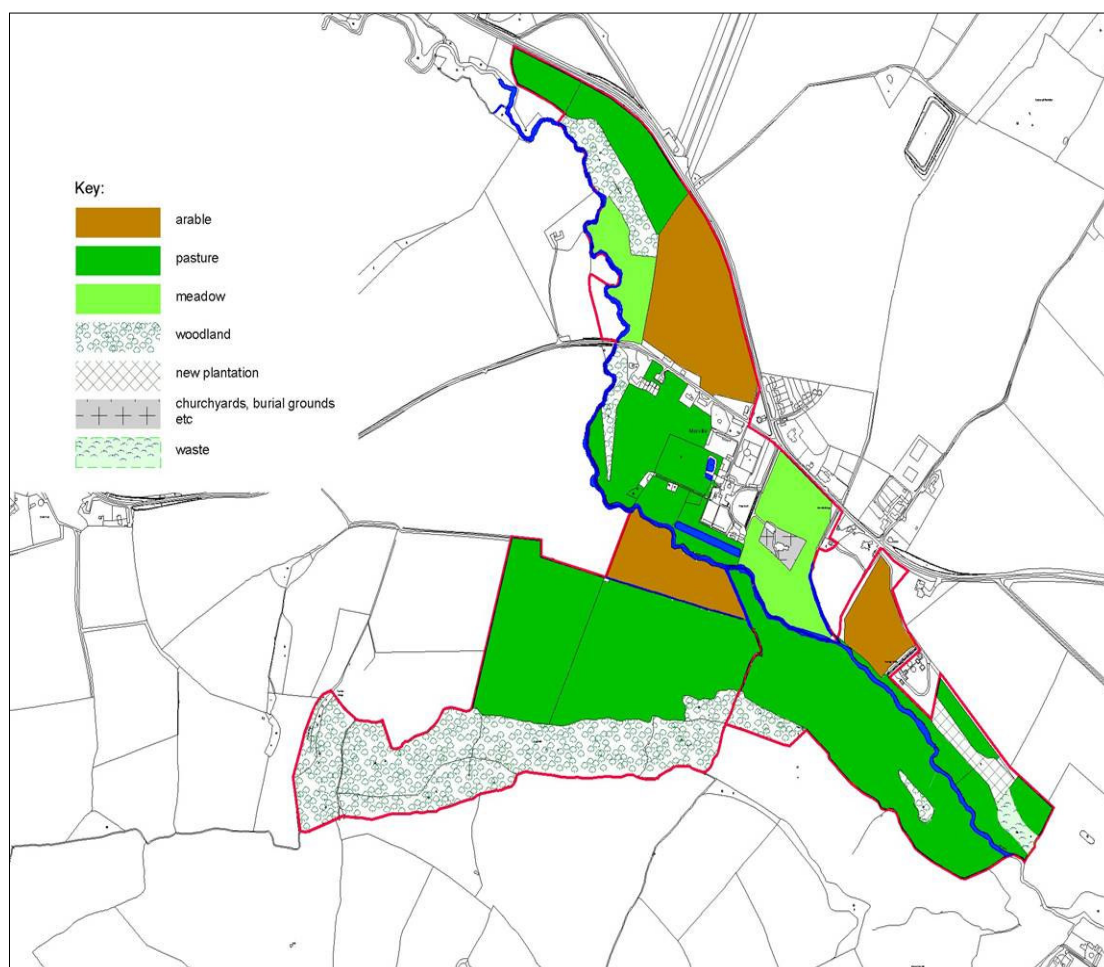 Key:
arable
pasture
meadow
woodland
new plantation
churchyards, burial grounds
etc
waste